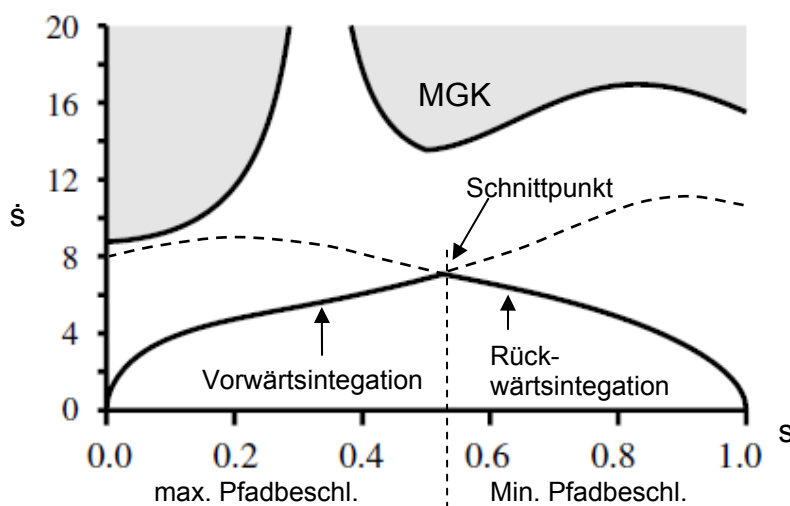 20
16
MGK
12
Schnittpunkt
ṡ
8
4
Vorwärtsintegation
Rück-
wärtsintegation
0
s
0.0 0.2 0.4 0.6 0.8 1.0
max. Pfadbeschl. Min. Pfadbeschl.